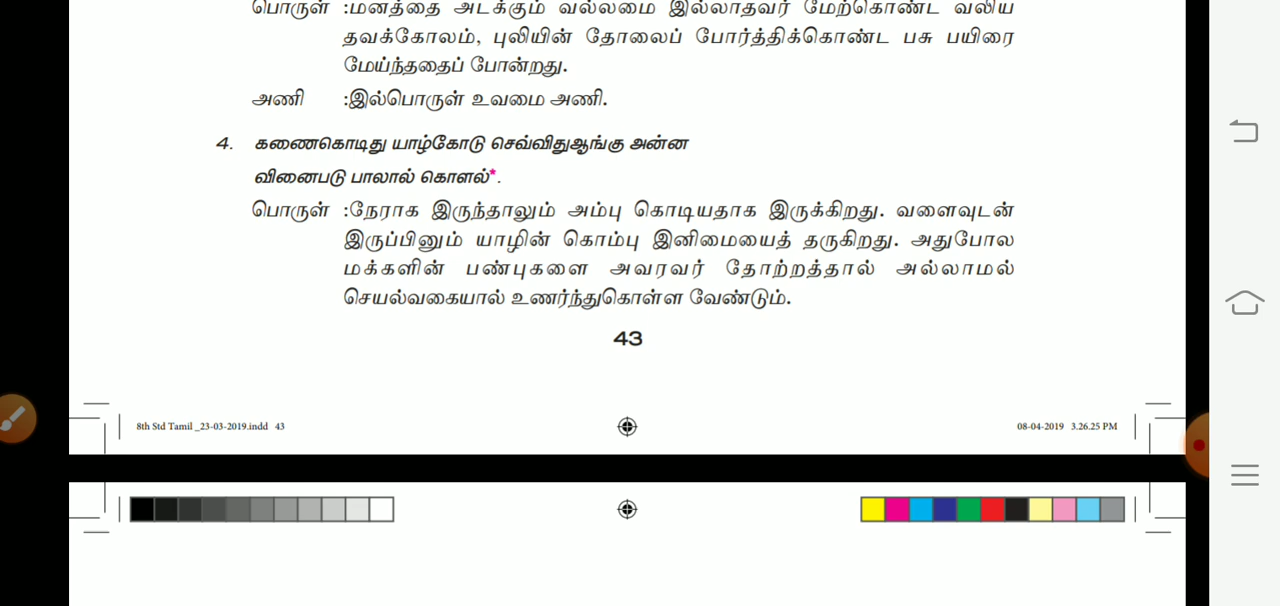 பொருள் :மனத்தை அடக்கும் வல்லமை இல்லாதவர் மேற்கொண்ட வலிய
தவக்கோலம், புலியின் தோலைப் போர்த்திக்கொண்ட பசு பயிரை
மேய்ந்ததைப் போன்றது.
அணி :இல்பொருள் உவமை அணி.
4. கணைகொடிது யாழ்கோடு செவ்விதுஆங்கு அன்ன
வினைபடு பாலால் கொளல்*.
பொருள் :நேராக இருந்தாலும் அம்பு கொடியதாக இருக்கிறது. வளைவுடன்
இருப்பினும் யாழின் கொம்பு இனிமையைத் தருகிறது. அதுபோல
மக்களின் பண்புகளை அவரவர் தோற்றத்தால் அல்லாமல்
செயல்வகையால் உணர்ந்துகொள்ள வேண்டும்.
43
8th Std Tamil _23-03-2019.indd 43
08-04-2019 3.26.25 PM